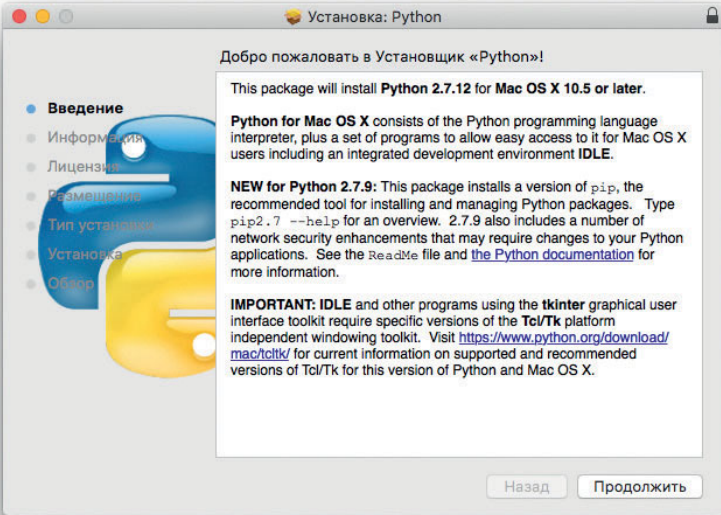 Установка: Python
Добро пожаловать в Установщик «Python»!
Введение
Информация
Лицензия
Размещение
Тип установки
Установка
Обзор
This package will install Python 2.7.12 for Mac OS X 10.5 or later.
Python for Mac OS X consists of the Python programming language
interpreter, plus a set of programs to allow easy access to it for Mac OS X
users including an integrated development environment IDLE.
NEW for Python 2.7.9: This package installs a version of pip, the
recommended tool for installing and managing Python packages. Type
pip2.7 --help for an overview. 2.7.9 also includes a number of
network security enhancements that may require changes to your Python
applications. See the ReadMe file and the Python documentation for
more information.
IMPORTANT: IDLE and other programs using the tkinter graphical user
interface toolkit require specific versions of the Tcl/Tk platform
independent windowing toolkit. Visit https://www.python.org/download/
mac/tcltk/ for current information on supported and recommended
versions of Tcl/Tk for this version of Python and Mac OS X.
Назад
Продолжить